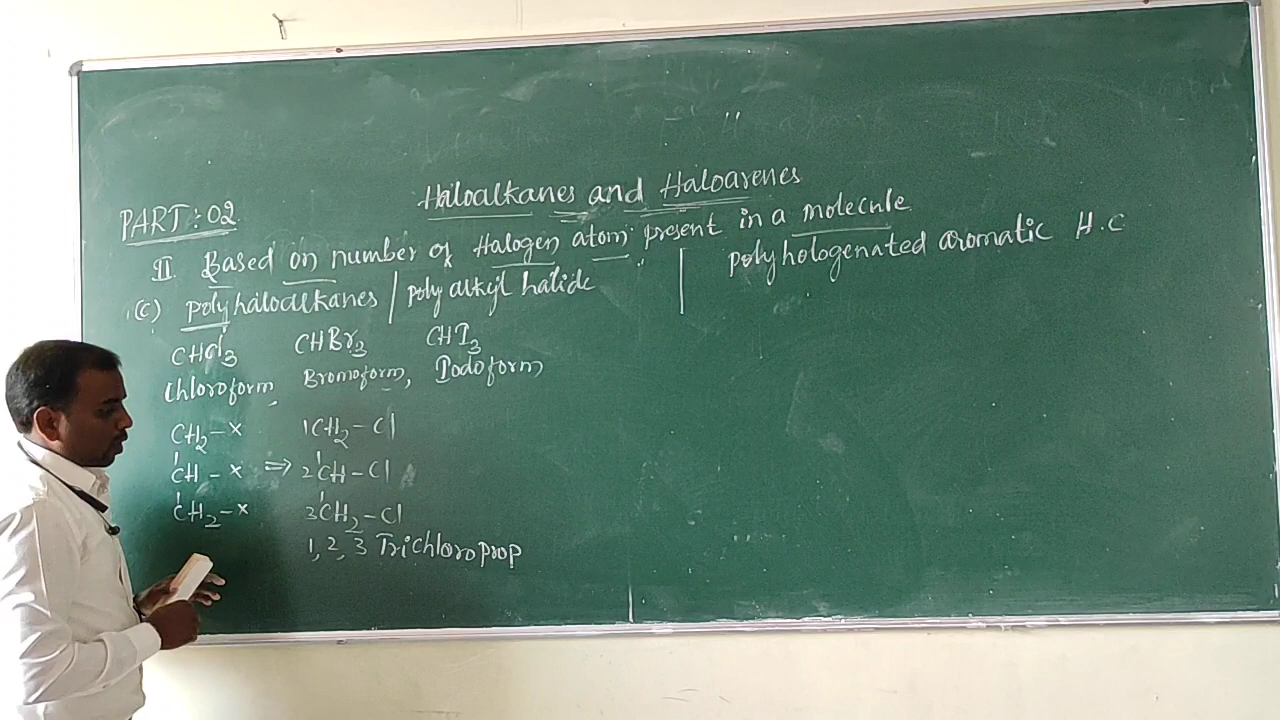 Haloalkanes and Haloarenes
PART:02
II. Based on number of Halogen atom present in a molecule
(C) polyhaloalkanes / poly alkyl halide | polyhologenated aromatic H.C
CHCl3 CHBr3 CHI3
Chloroform, Bromoform, Iodoform
CH2-x 1CH2-Cl
CH-x ⇒ 2CH-Cl
CH2-x 3CH2-Cl
1,2,3 Trichloroprop